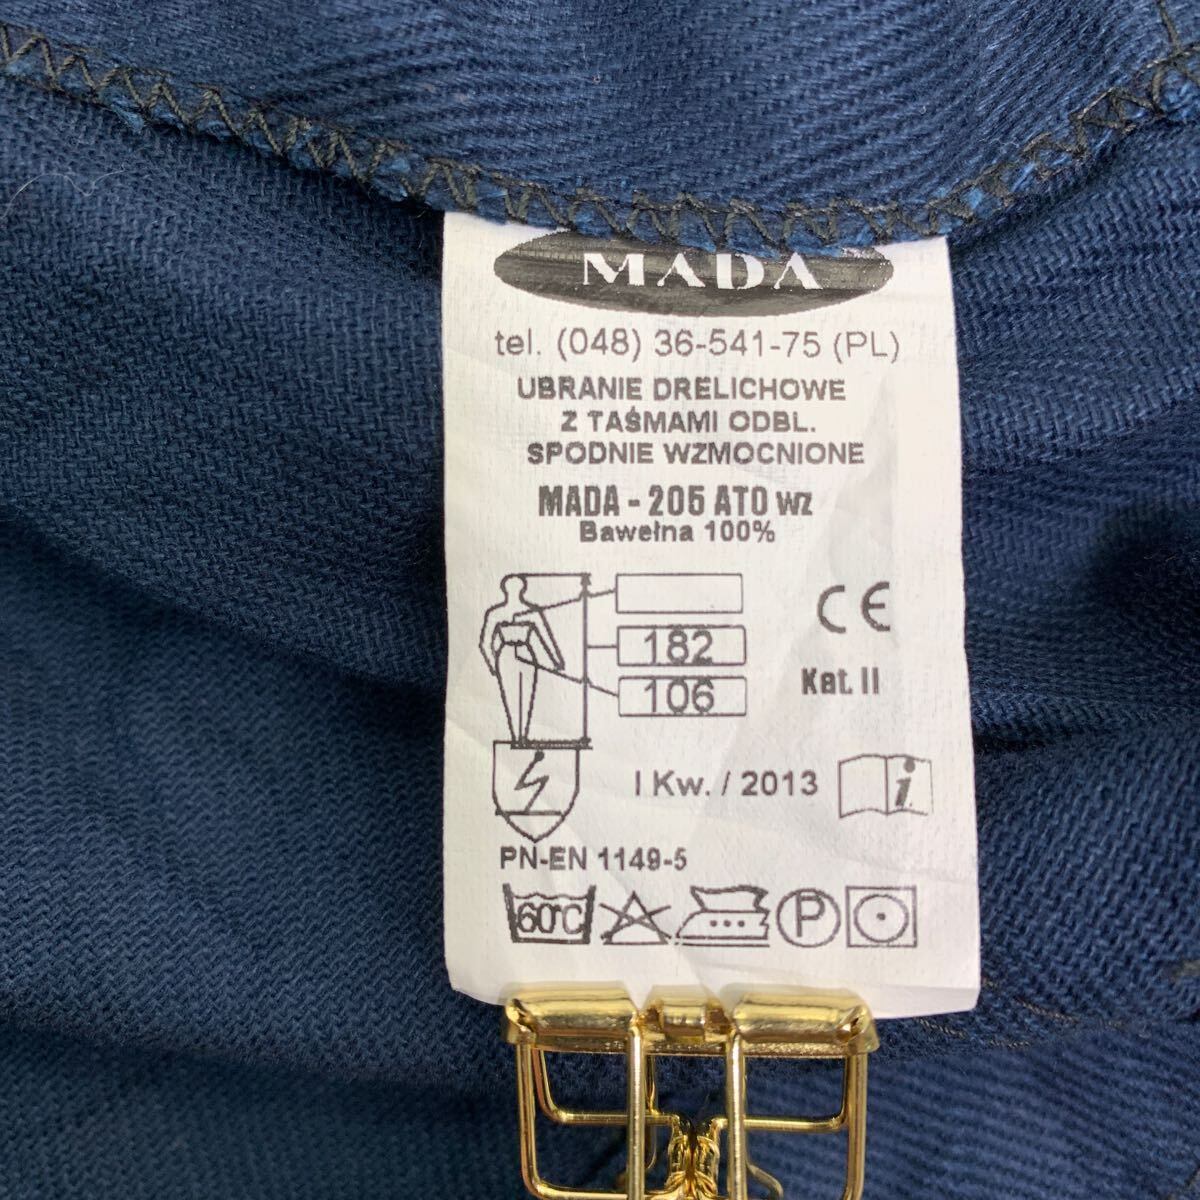 MADA
tel. (048) 36-541-75 (PL)
UBRANIE DRELICHOWE
Z TAŚMAMI ODBL.
SPODNIE WZMOCNIONE
MADA - 205 ATO wz
Bawełna 100%
182
106
CE
Kat. II
I Kw. / 2013
i
PN-EN 1149-5
60°C
P